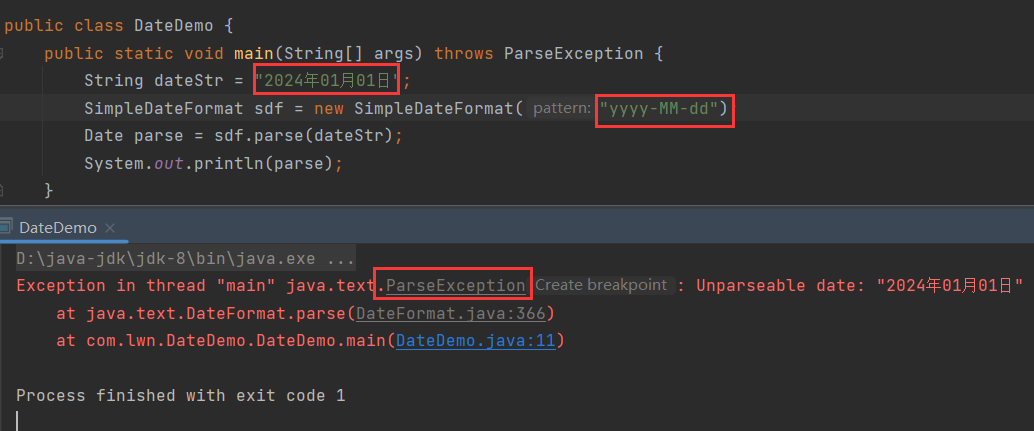 public class DateDemo {
public static void main(String[] args) throws ParseException {
String dateStr = "2024年01月01日";
SimpleDateFormat sdf = new SimpleDateFormat( pattern: "yyyy-MM-dd")
Date parse = sdf.parse(dateStr);
System.out.println(parse);
}
DateDemo ×
D:\java-jdk\jdk-8\bin\java.exe ...
Exception in thread "main" java.text.ParseException Create breakpoint : Unparseable date: "2024年01月01日"
at java.text.DateFormat.parse(DateFormat.java:366)
at com.lwn.DateDemo.DateDemo.main(DateDemo.java:11)
Process finished with exit code 1